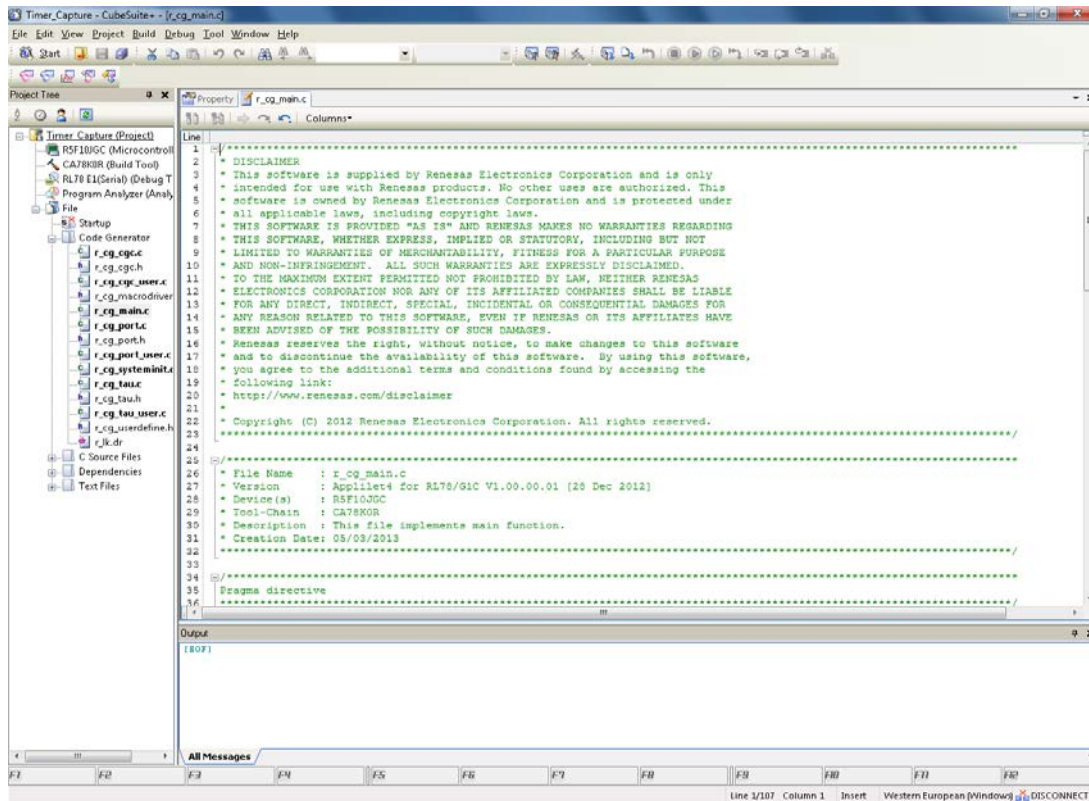 Timer_Capture - CubeSuite+ - [r_cg_main.c]
File Edit View Project Build Debug Tool Window Help
Start
Project Tree
Property r_cg_main.c
Columns
Timer_Capture (Project)
R5F10JGC (Microcontroll
CA78K0R (Build Tool)
RL78 E1(Serial) (Debug T
Program Analyzer (Analy
File
Startup
Code Generator
r_cg_cgc.c
r_cg_cgc.h
r_cg_cgc_user.c
r_cg_macrodriver
r_cg_main.c
r_cg_port.c
r_cg_port.h
r_cg_port_user.c
r_cg_systeminit.c
r_cg_tau.c
r_cg_tau.h
r_cg_tau_user.c
r_cg_userdefine.h
r_lk.dr
C Source Files
Dependencies
Text Files
Line
1 /***********************************************************************************************************************
2 * DISCLAIMER
3 * This software is supplied by Renesas Electronics Corporation and is only
4 * intended for use with Renesas products. No other uses are authorized. This
5 * software is owned by Renesas Electronics Corporation and is protected under
6 * all applicable laws, including copyright laws.
7 * THIS SOFTWARE IS PROVIDED "AS IS" AND RENESAS MAKES NO WARRANTIES REGARDING
8 * THIS SOFTWARE, WHETHER EXPRESS, IMPLIED OR STATUTORY, INCLUDING BUT NOT
9 * LIMITED TO WARRANTIES OF MERCHANTABILITY, FITNESS FOR A PARTICULAR PURPOSE
10 * AND NON-INFRINGEMENT. ALL SUCH WARRANTIES ARE EXPRESSLY DISCLAIMED.
11 * TO THE MAXIMUM EXTENT PERMITTED NOT PROHIBITED BY LAW, NEITHER RENESAS
12 * ELECTRONICS CORPORATION NOR ANY OF ITS AFFILIATED COMPANIES SHALL BE LIABLE
13 * FOR ANY DIRECT, INDIRECT, SPECIAL, INCIDENTAL OR CONSEQUENTIAL DAMAGES FOR
14 * ANY REASON RELATED TO THIS SOFTWARE, EVEN IF RENESAS OR ITS AFFILIATES HAVE
15 * BEEN ADVISED OF THE POSSIBILITY OF SUCH DAMAGES.
16 * Renesas reserves the right, without notice, to make changes to this software
17 * and to discontinue the availability of this software. By using this software,
18 * you agree to the additional terms and conditions found by accessing the
19 * following link:
20 * http://www.renesas.com/disclaimer
21 *
22 * Copyright (C) 2012 Renesas Electronics Corporation. All rights reserved.
23 ***********************************************************************************************************************/
24
25 /***********************************************************************************************************************
26 * File Name : r_cg_main.c
27 * Version : Applilet4 for RL78/G1C V1.00.00.01 [28 Dec 2012]
28 * Device(s) : R5F10JGC
29 * Tool-Chain : CA78K0R
30 * Description : This file implements main function.
31 * Creation Date: 05/03/2013
32 ***********************************************************************************************************************/
33
34 /***********************************************************************************************************************
35 Pragma directive
36 ***********************************************************************************************************************/
Output
[EOF]
All Messages
F1 F2 F3 F4 F5 F6 F7 F8 F9 F10 F11 F12
Line 1/107 Column 1 Insert Western European (Windows) DISCONNECT